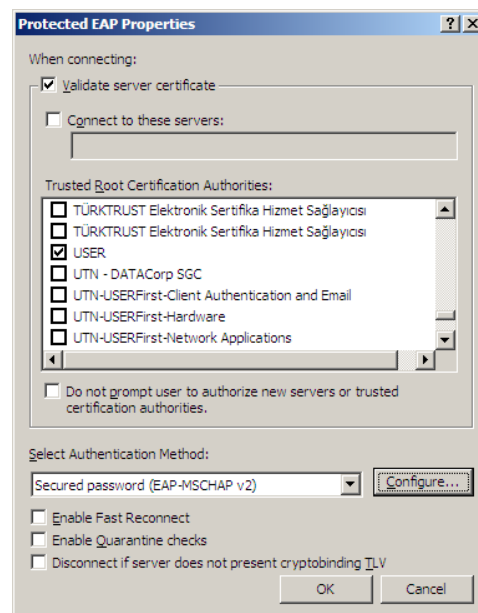 Protected EAP Properties
When connecting:
Validate server certificate
Connect to these servers:
Trusted Root Certification Authorities:
TÜRKTRUST Elektronik Sertifika Hizmet Sağlayıcısı
TÜRKTRUST Elektronik Sertifika Hizmet Sağlayıcısı
USER
UTN - DATACorp SGC
UTN-USERFirst-Client Authentication and Email
UTN-USERFirst-Hardware
UTN-USERFirst-Network Applications
Do not prompt user to authorize new servers or trusted
certification authorities.
Select Authentication Method:
Secured password (EAP-MSCHAP v2)
Configure...
Enable Fast Reconnect
Enable Quarantine checks
Disconnect if server does not present cryptobinding TLV
OK
Cancel